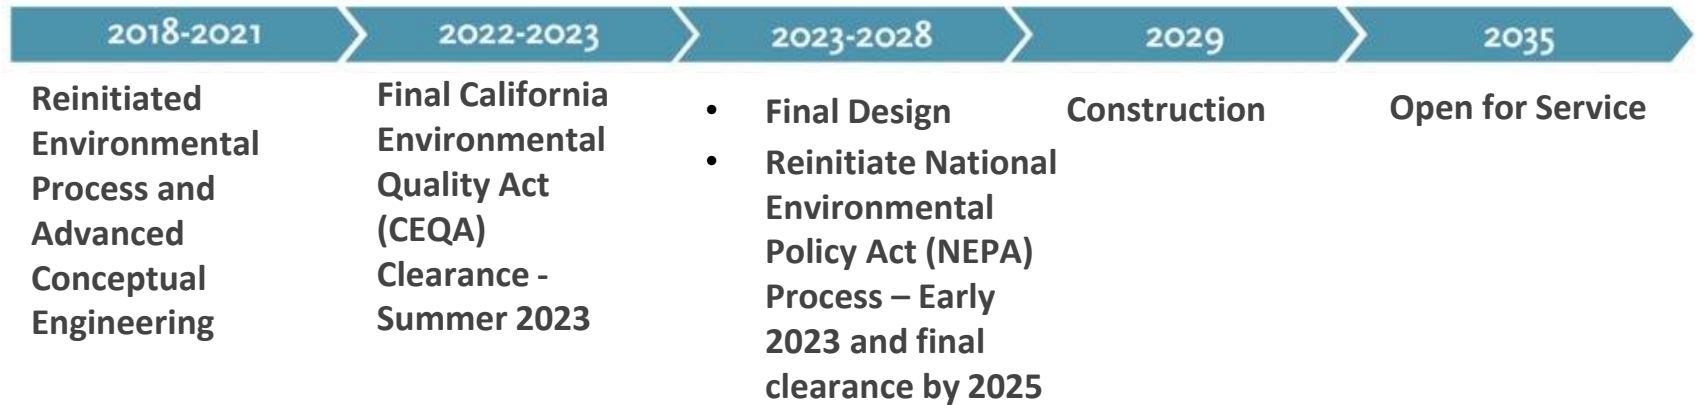 2018-2021
2022-2023
2023-2028
2029
2035
Reinitiated
Environmental
Process and
Advanced
Conceptual
Engineering
Final California
Environmental
Quality Act
(CEQA)
Clearance -
Summer 2023
• Final Design
• Reinitiate National
Environmental
Policy Act (NEPA)
Process – Early
2023 and final
clearance by 2025
Construction
Open for Service